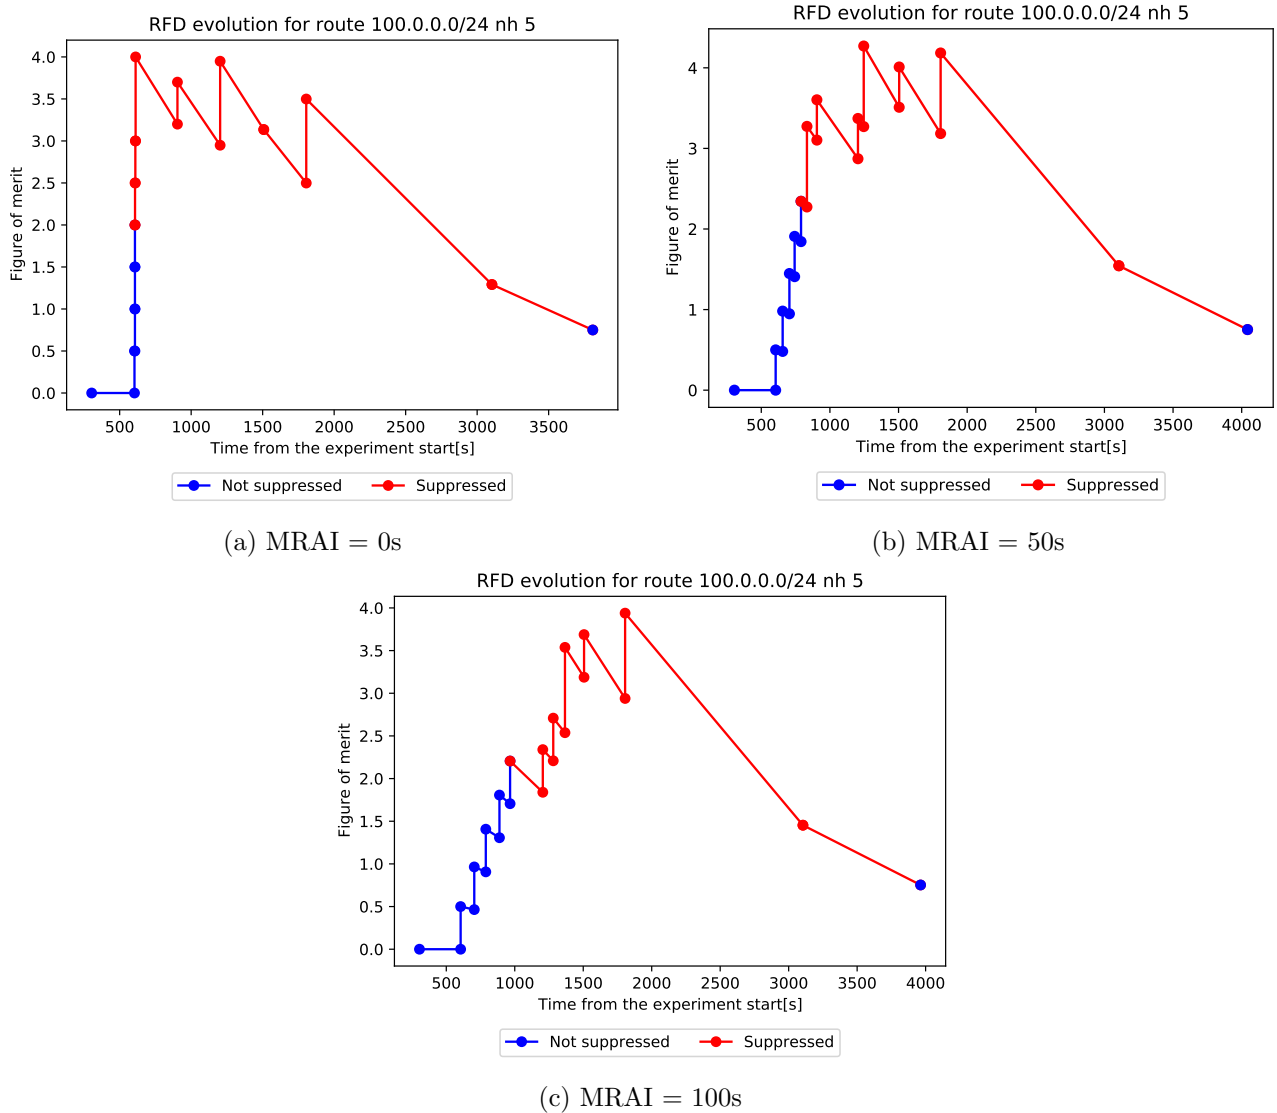 RFD evolution for route 100.0.0.0/24 nh 5
4.0
3.5
3.0
2.5
2.0
1.5
1.0
0.5
0.0
Figure of merit
500 1000 1500 2000 2500 3000 3500
Time from the experiment start[s]
Not suppressed Suppressed
(a) MRAI = 0s
RFD evolution for route 100.0.0.0/24 nh 5
4
3
2
1
0
Figure of merit
500 1000 1500 2000 2500 3000 3500 4000
Time from the experiment start[s]
Not suppressed Suppressed
(b) MRAI = 50s
RFD evolution for route 100.0.0.0/24 nh 5
4.0
3.5
3.0
2.5
2.0
1.5
1.0
0.5
0.0
Figure of merit
500 1000 1500 2000 2500 3000 3500 4000
Time from the experiment start[s]
Not suppressed Suppressed
(c) MRAI = 100s